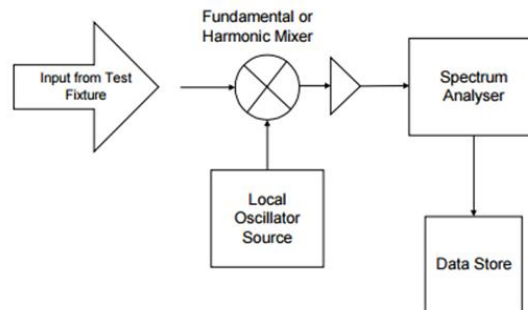 Fundamental or
Harmonic Mixer
Input from Test
Fixture
Spectrum
Analyser
Local
Oscillator
Source
Data Store